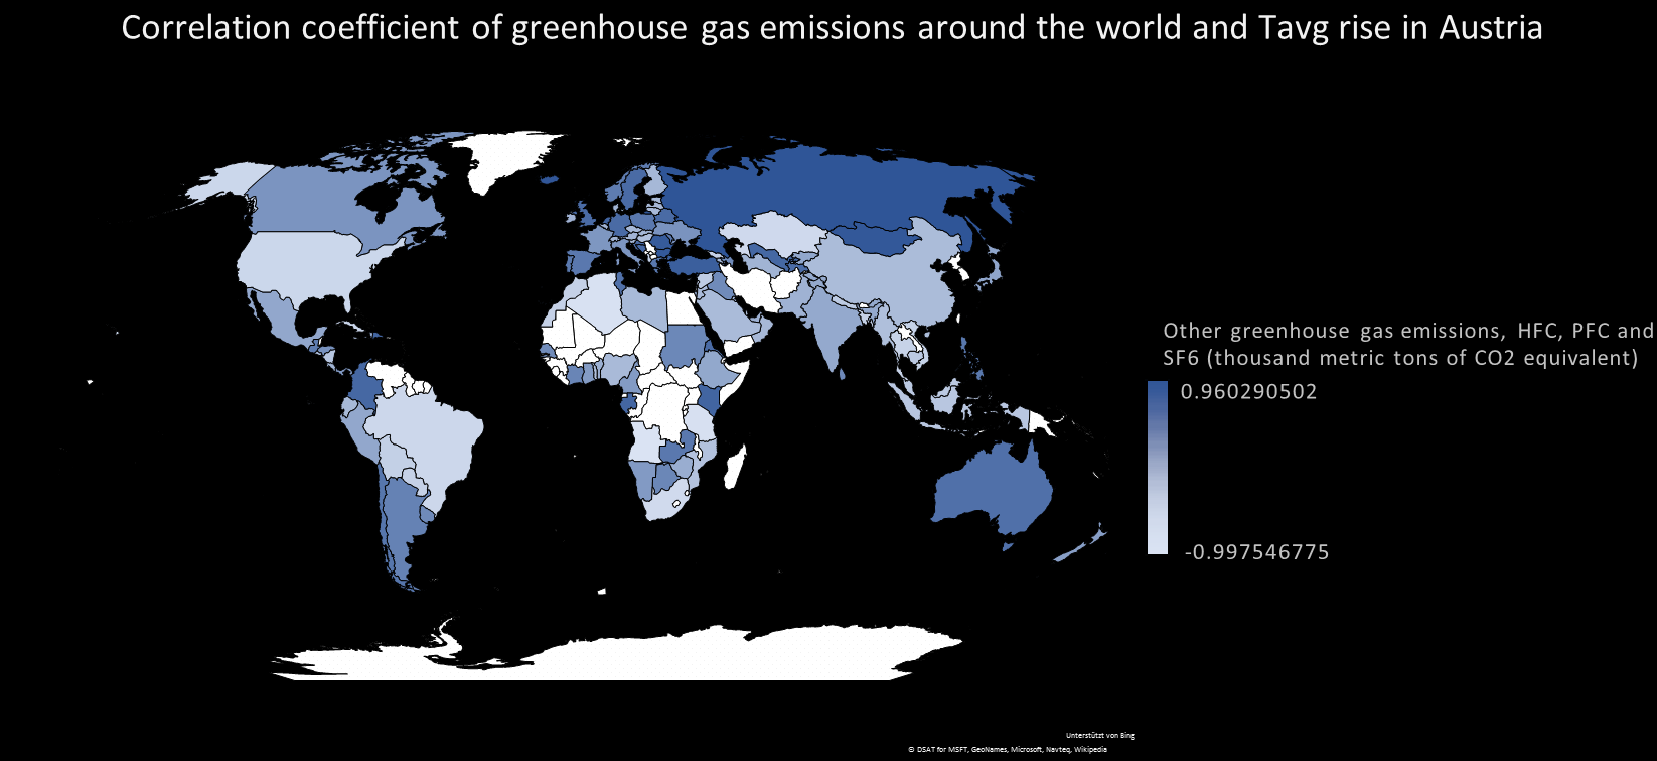 Correlation coefficient of greenhouse gas emissions around the world and Tavg rise in Austria
Other greenhouse gas emissions, HFC, PFC and
SF6 (thousand metric tons of CO2 equivalent)
0.960290502
-0.997546775
Unterstützt von Bing
© DSAT for MSFT, GeoNames, Microsoft, Navteq, Wikipedia